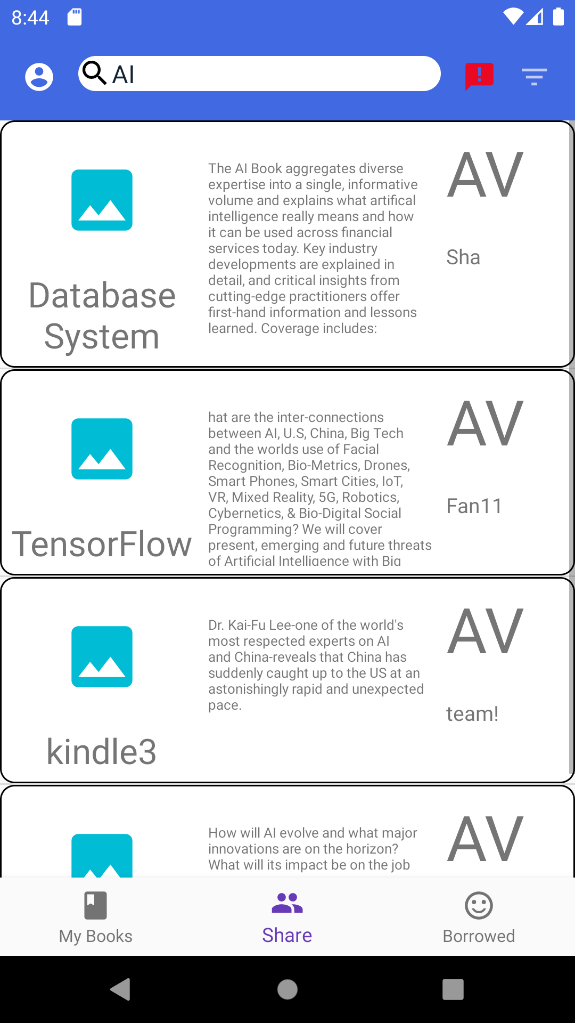 8:44
AI
The AI Book aggregates diverse
expertise into a single, informative
volume and explains what artifical
intelligence really means and how
it can be used across financial
services today. Key industry
developments are explained in
detail, and critical insights from
cutting-edge practitioners offer
first-hand information and lessons
learned. Coverage includes:
Database
System
AV
Sha
hat are the inter-connections
between AI, U.S, China, Big Tech
and the worlds use of Facial
Recognition, Bio-Metrics, Drones,
Smart Phones, Smart Cities, IoT,
VR, Mixed Reality, 5G, Robotics,
Cybernetics, & Bio-Digital Social
Programming? We will cover
present, emerging and future threats
of Artificial Intelligence with Big
TensorFlow
AV
Fan11
Dr. Kai-Fu Lee-one of the world's
most respected experts on AI
and China-reveals that China has
suddenly caught up to the US at an
astonishingly rapid and unexpected
pace.
kindle3
AV
team!
How will AI evolve and what major
innovations are on the horizon?
What will its impact be on the job
AV
My Books
Share
Borrowed